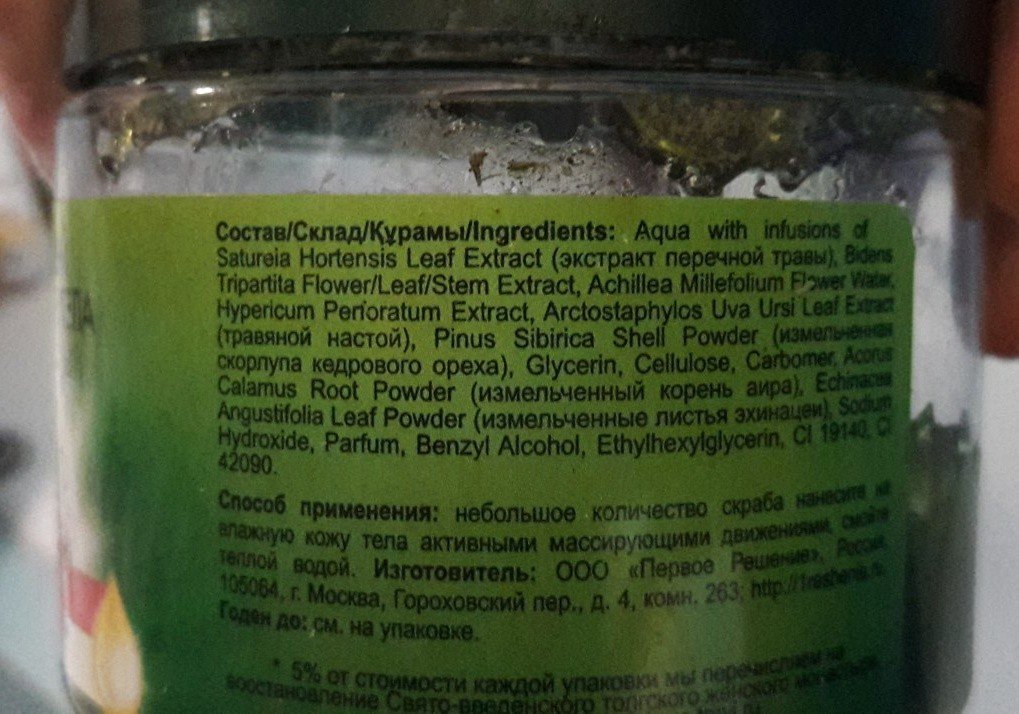 Состав/Склад/Құрамы/Ingredients: Aqua with infusions of
Satureia Hortensis Leaf Extract (экстракт перечной травы), Bidens
Tripartita Flower/Leaf/Stem Extract, Achillea Millefolium Flower Water,
Hypericum Perforatum Extract, Arctostaphylos Uva Ursi Leaf Extract
(травяной настой), Pinus Sibirica Shell Powder (измельченная
скорлупа кедрового ореха), Glycerin, Cellulose, Carbomer, Acorus
Calamus Root Powder (измельченный корень аира), Echinacea
Angustifolia Leaf Powder (измельченные листья эхинацеи), Sodium
Hydroxide, Parfum, Benzyl Alcohol, Ethylhexylglycerin, CI 19140, CI
42090.
Способ применения: небольшое количество скраба нанесите на
влажную кожу тела активными массирующими движениями, смойте
теплой водой. Изготовитель: ООО «Первое Решение», Россия,
105064, г. Москва, Гороховский пер., д. 4, комн. 263;
Годен до: см. на упаковке.
* 5% от стоимости каждой упаковки мы перечисляем на
восстановление Свято-введенского толгского женского